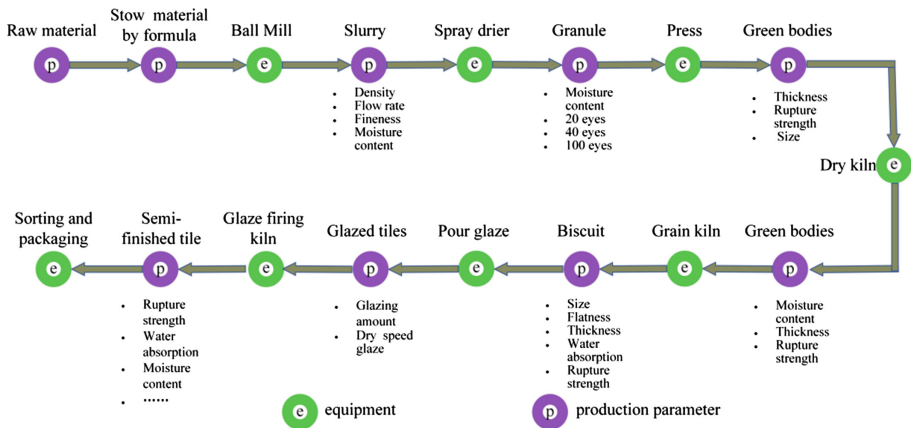 Raw material
p
Stow material
by formula
p
Ball Mill
e
Slurry
p
• Density
• Flow rate
• Fineness
• Moisture
content
Spray drier
e
Granule
p
• Moisture
content
• 20 eyes
• 40 eyes
• 100 eyes
Press
e
Green bodies
p
• Thickness
• Rupture
strength
• Size
Dry kiln
e
Sorting and
packaging
e
Semi-
finished tile
p
• Rupture
strength
• Water
absorption
• Moisture
content
• ······
Glaze firing
kiln
e
Glazed tiles
p
• Glazing
amount
• Dry speed
glaze
Pour glaze
e
Biscuit
p
• Size
• Flatness
• Thickness
• Water
absorption
• Rupture
strength
Grain kiln
e
Green bodies
p
• Moisture
content
• Thickness
• Rupture
strength
e equipment
p production parameter